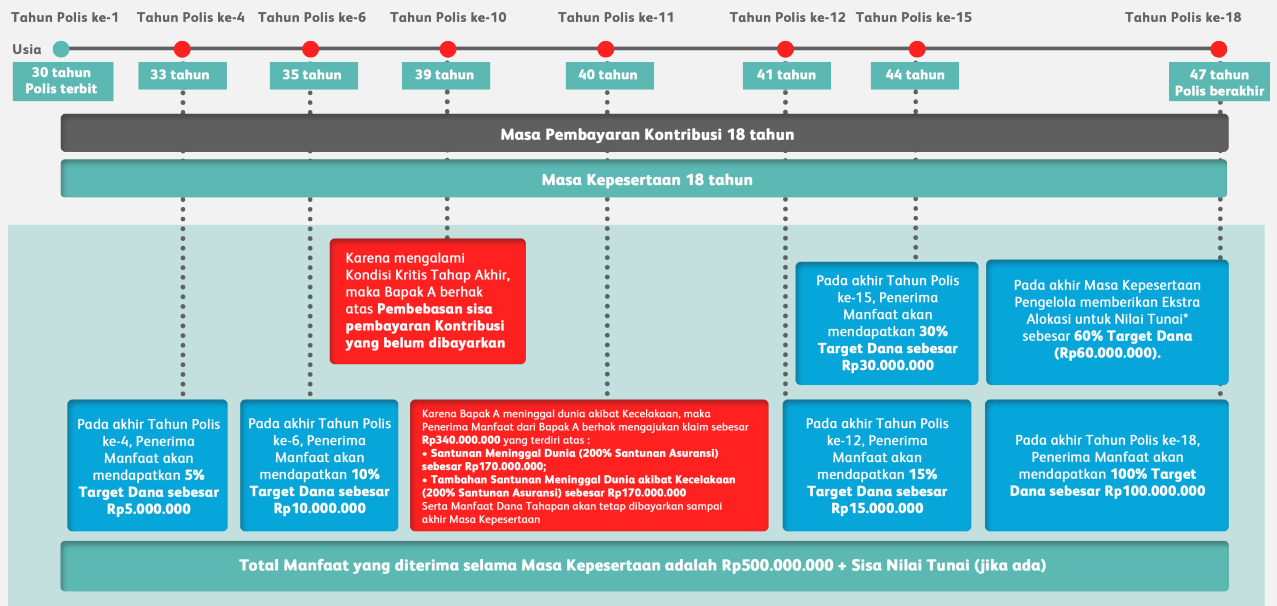 Tahun Polis ke-1
Tahun Polis ke-4
Tahun Polis ke-6
Tahun Polis ke-10
Tahun Polis ke-11
Tahun Polis ke-12
Tahun Polis ke-15
Tahun Polis ke-18
Usia
30 tahun
Polis terbit
33 tahun
35 tahun
39 tahun
40 tahun
41 tahun
44 tahun
47 tahun
Polis berakhir
Masa Pembayaran Kontribusi 18 tahun
Masa Kepesertaan 18 tahun
Karena mengalami
Kondisi Kritis Tahap Akhir,
maka Bapak A berhak
atas Pembebasan sisa
pembayaran Kontribusi
yang belum dibayarkan
Pada akhir Tahun Polis
ke-15, Penerima
Manfaat akan
mendapatkan 30%
Target Dana sebesar
Rp30.000.000
Pada akhir Masa Kepesertaan
Pengelola memberikan Ekstra
Alokasi untuk Nilai Tunai*
sebesar 60% Target Dana
(Rp60.000.000).
Pada akhir Tahun Polis
ke-4, Penerima
Manfaat akan
mendapatkan 5%
Target Dana sebesar
Rp5.000.000
Pada akhir Tahun Polis
ke-6, Penerima
Manfaat akan
mendapatkan 10%
Target Dana sebesar
Rp10.000.000
Karena Bapak A meninggal dunia akibat Kecelakaan, maka
Penerima Manfaat dari Bapak A berhak mengajukan klaim sebesar
Rp340.000.000 yang terdiri atas :
• Santunan Meninggal Dunia (200% Santunan Asuransi)
sebesar Rp170.000.000;
• Tambahan Santunan Meninggal Dunia akibat Kecelakaan
(200% Santunan Asuransi) sebesar Rp170.000.000
Serta Manfaat Dana Tahapan akan tetap dibayarkan sampai
akhir Masa Kepesertaan
Pada akhir Tahun Polis
ke-12, Penerima
Manfaat akan
mendapatkan 15%
Target Dana sebesar
Rp15.000.000
Pada akhir Tahun Polis ke-18,
Penerima Manfaat akan
mendapatkan 100% Target
Dana sebesar Rp100.000.000
Total Manfaat yang diterima selama Masa Kepesertaan adalah Rp500.000.000 + Sisa Nilai Tunai (jika ada)